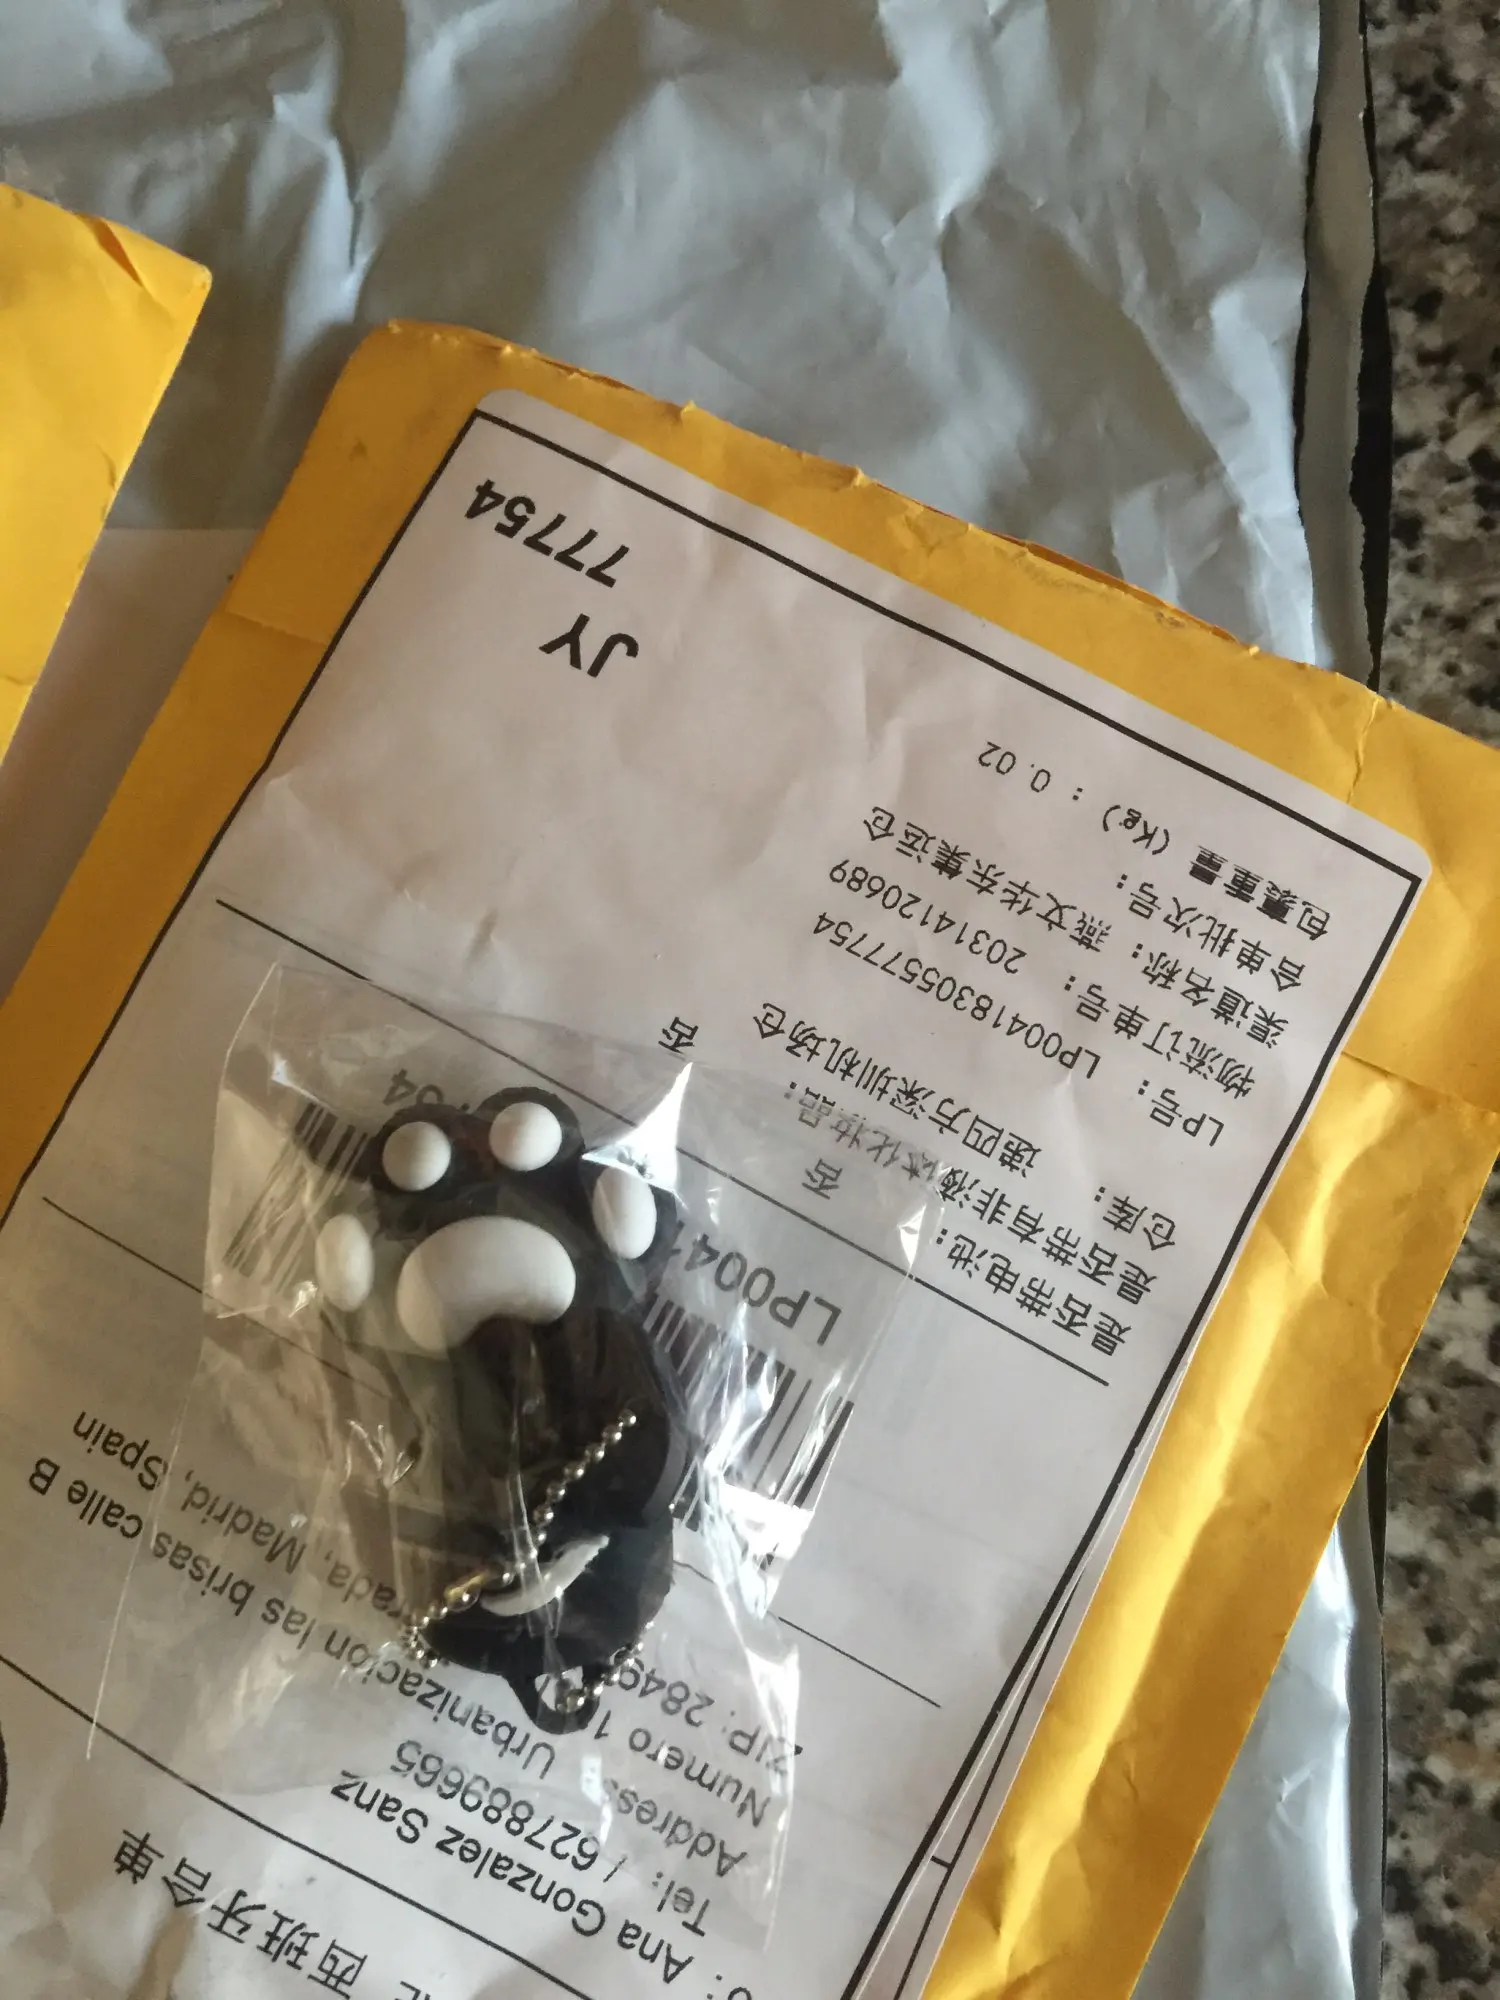 西班牙合单
: Ana Gonzalez Sanz
Tel: / 627889665
Address: Urbanizacion las brisas calle B
Numero 1
Madrid, Spain
ZIP:
LP0041
54
是否带电池: 否
是否带有非液体化妆品: 否
仓库: 递四方深圳机场仓
LP号: LP00418305577754
物流订单号: 20314120689
渠道名称: 燕文华东集运仓
合单批次号:
包裹重量 (Kg) : 0.02
JY
77754